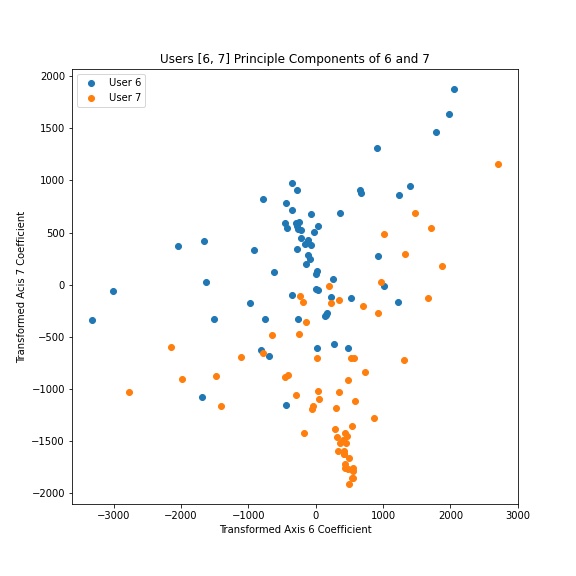 Users [6, 7] Principle Components of 6 and 7
User 6
User 7
Transformed Acis 7 Coefficient
2000
1500
1000
500
0
−500
−1000
−1500
−2000
−3000 −2000 −1000 0 1000 2000 3000
Transformed Axis 6 Coefficient